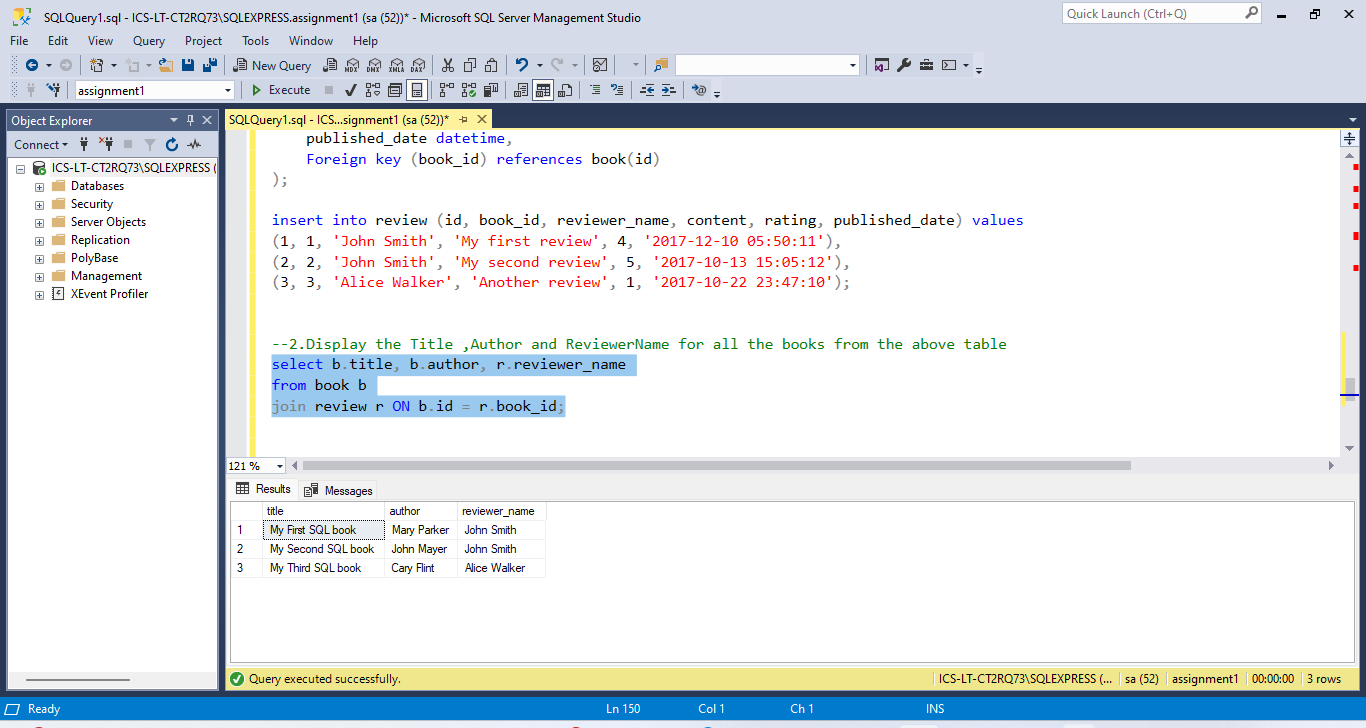 SQLQuery1.sql - ICS-LT-CT2RQ73\SQLEXPRESS.assignment1 (sa (52))* - Microsoft SQL Server Management Studio
Quick Launch (Ctrl+Q)
File Edit View Query Project Tools Window Help
New Query MDX DMX XMLA DAX
assignment1 Execute
Object Explorer
SQLQuery1.sql - ICS...signment1 (sa (52))*
Connect
ICS-LT-CT2RQ73\SQLEXPRESS (
Databases
Security
Server Objects
Replication
PolyBase
Management
XEvent Profiler
published_date datetime,
Foreign key (book_id) references book(id)
);
insert into review (id, book_id, reviewer_name, content, rating, published_date) values
(1, 1, 'John Smith', 'My first review', 4, '2017-12-10 05:50:11'),
(2, 2, 'John Smith', 'My second review', 5, '2017-10-13 15:05:12'),
(3, 3, 'Alice Walker', 'Another review', 1, '2017-10-22 23:47:10');
--2.Display the Title ,Author and ReviewerName for all the books from the above table
select b.title, b.author, r.reviewer_name
from book b
join review r ON b.id = r.book_id;
121 %
Results Messages
title author reviewer_name
1 My First SQL book Mary Parker John Smith
2 My Second SQL book John Mayer John Smith
3 My Third SQL book Cary Flint Alice Walker
Query executed successfully. ICS-LT-CT2RQ73\SQLEXPRESS (... sa (52) assignment1 00:00:00 3 rows
Ready Ln 150 Col 1 Ch 1 INS